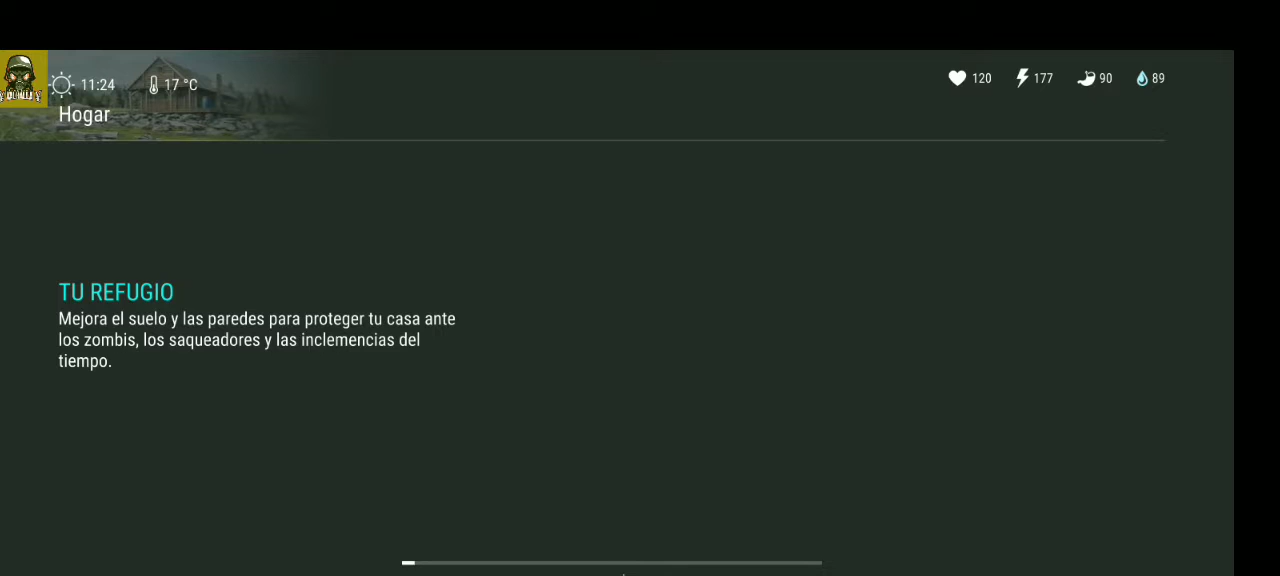 11:24 17 °C
120 177 90 89
Hogar
TU REFUGIO
Mejora el suelo y las paredes para proteger tu casa ante
los zombis, los saqueadores y las inclemencias del
tiempo.